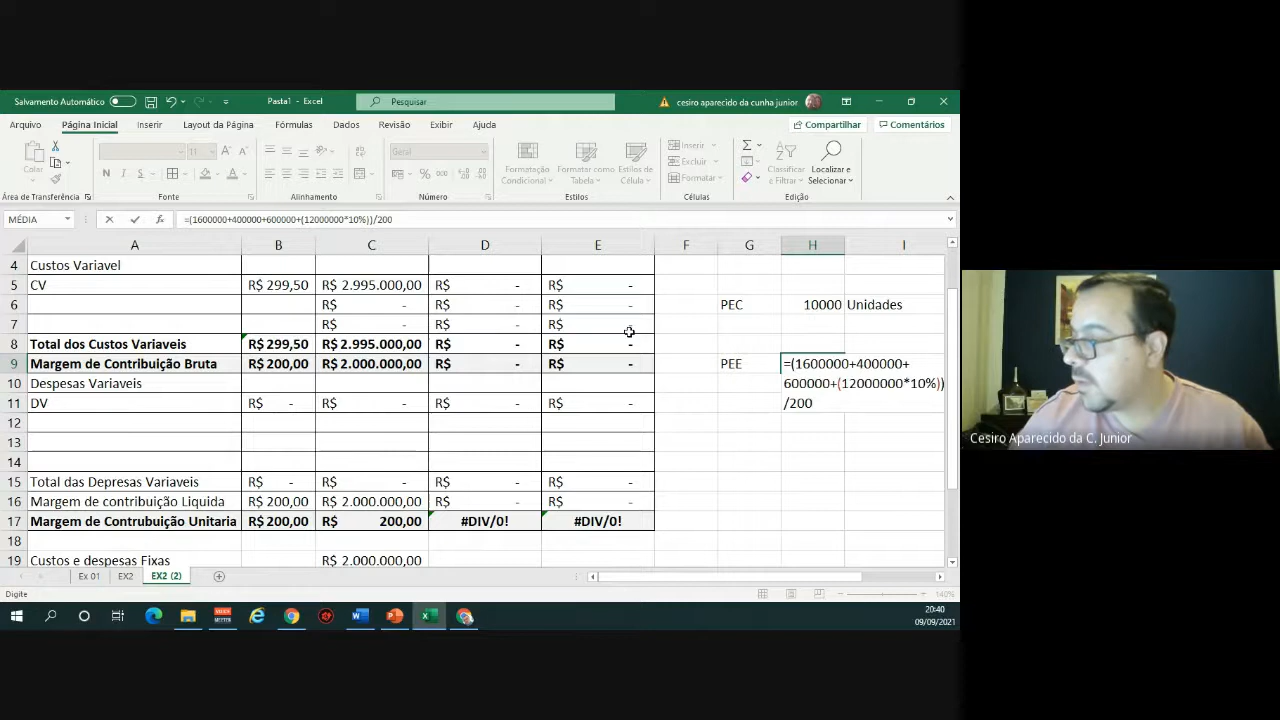 Salvamento Automático
Pasta1 - Excel
Pesquisar
cesiro aparecido da cunha junior
Arquivo Página Inicial Inserir Layout da Página Fórmulas Dados Revisão Exibir Ajuda
Compartilhar Comentários
Colar
N I S
11
Geral
% 000
Formatação Condicional
Formatar como Tabela
Estilos de Célula
Inserir
Excluir
Formatar
Classificar e Filtrar
Localizar e Selecionar
Área de Transferência Fonte Alinhamento Número Estilos Células Edição
MÉDIA fx =(1600000+400000+600000+(12000000*10%))/200
A B C D E F G H I
4 Custos Variavel
5 CV R$ 299,50 R$ 2.995.000,00 R$ - R$ -
6 R$ - R$ - R$ - PEC 10000 Unidades
7 R$ - R$ - R$ -
8 Total dos Custos Variaveis R$ 299,50 R$ 2.995.000,00 R$ - R$ -
9 Margem de Contribuição Bruta R$ 200,00 R$ 2.000.000,00 R$ - R$ - PEE =(1600000+400000+
10 Despesas Variaveis 600000+(12000000*10%))
11 DV R$ - R$ - R$ - R$ - /200
12
13
14
15 Total das Depresas Variaveis R$ - R$ - R$ - R$ -
16 Margem de contribuição Liquida R$ 200,00 R$ 2.000.000,00 R$ - R$ -
17 Margem de Contrubuição Unitaria R$ 200,00 R$ 200,00 #DIV/0! #DIV/0!
18
19 Custos e despesas Fixas R$ 2.000.000,00
Ex 01 EX2 EX2 (2)
Digite
140%
20:40
09/09/2021
Cesiro Aparecido da C. Junior